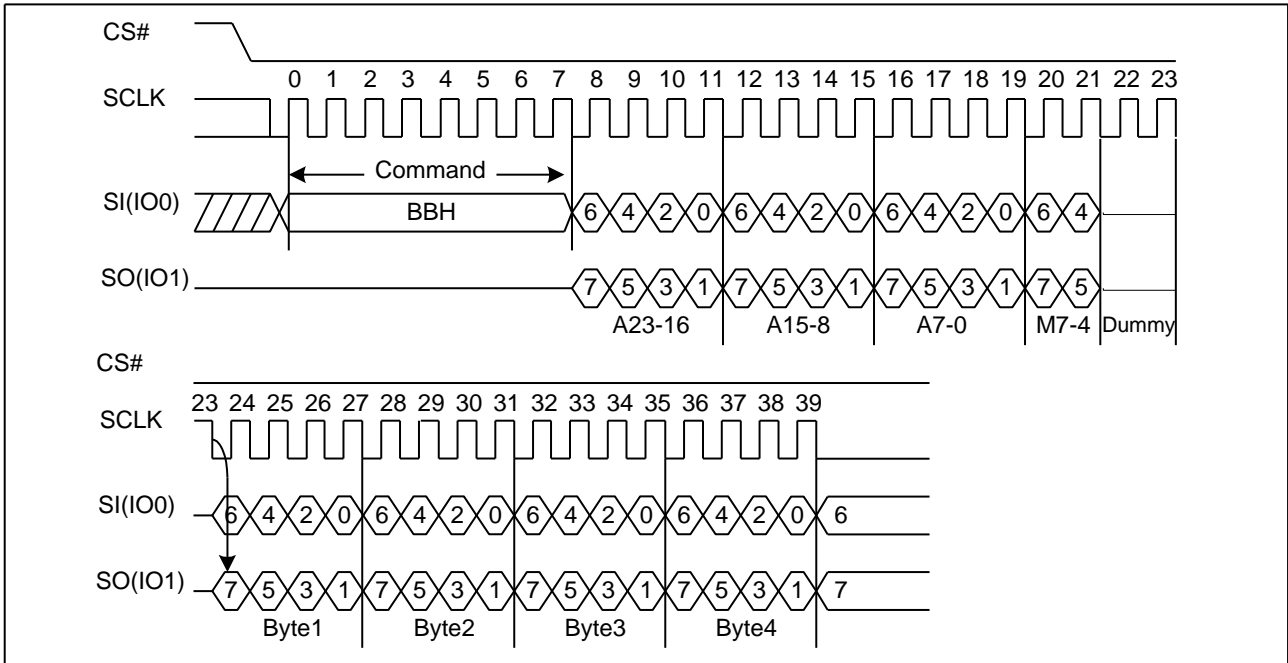 CS#
0 1 2 3 4 5 6 7 8 9 10 11 12 13 14 15 16 17 18 19 20 21 22 23
SCLK
Command
SI(IO0)
BBH
6 4 2 0 6 4 2 0 6 4 2 0 6 4
SO(IO1)
7 5 3 1 7 5 3 1 7 5 3 1 7 5
A23-16 A15-8 A7-0 M7-4 Dummy
CS#
23 24 25 26 27 28 29 30 31 32 33 34 35 36 37 38 39
SCLK
SI(IO0)
6 4 2 0 6 4 2 0 6 4 2 0 6 4 2 0 6
SO(IO1)
7 5 3 1 7 5 3 1 7 5 3 1 7 5 3 1 7
Byte1 Byte2 Byte3 Byte4